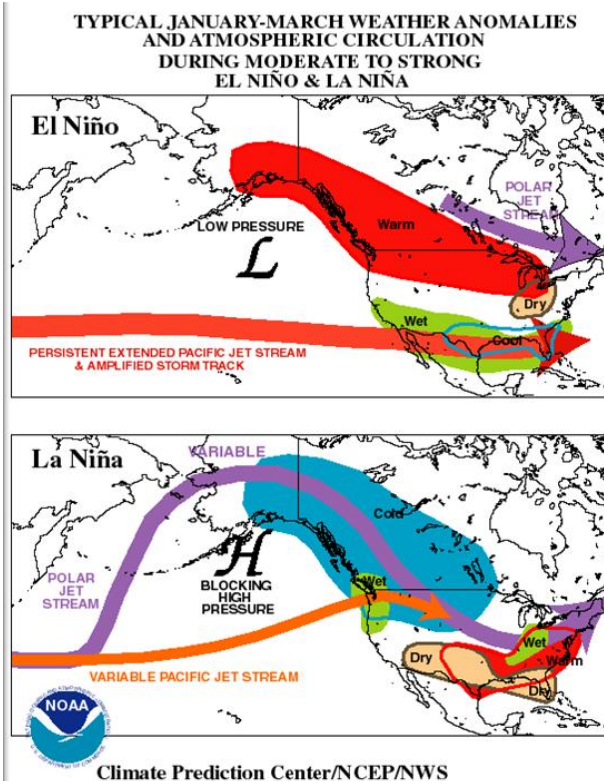 TYPICAL JANUARY-MARCH WEATHER ANOMALIES
AND ATMOSPHERIC CIRCULATION
DURING MODERATE TO STRONG
EL NIÑO & LA NIÑA
El Niño
POLAR
JET
STREAM
LOW PRESSURE
L
Warm
Dry
Wet
Cool
PERSISTENT EXTENDED PACIFIC JET STREAM
& AMPLIFIED STORM TRACK
La Niña
VARIABLE
Cold
H
BLOCKING
HIGH
PRESSURE
Wet
POLAR
JET
STREAM
Wet
Dry
Warm
Dry
VARIABLE PACIFIC JET STREAM
NOAA
Climate Prediction Center/NCEP/NWS